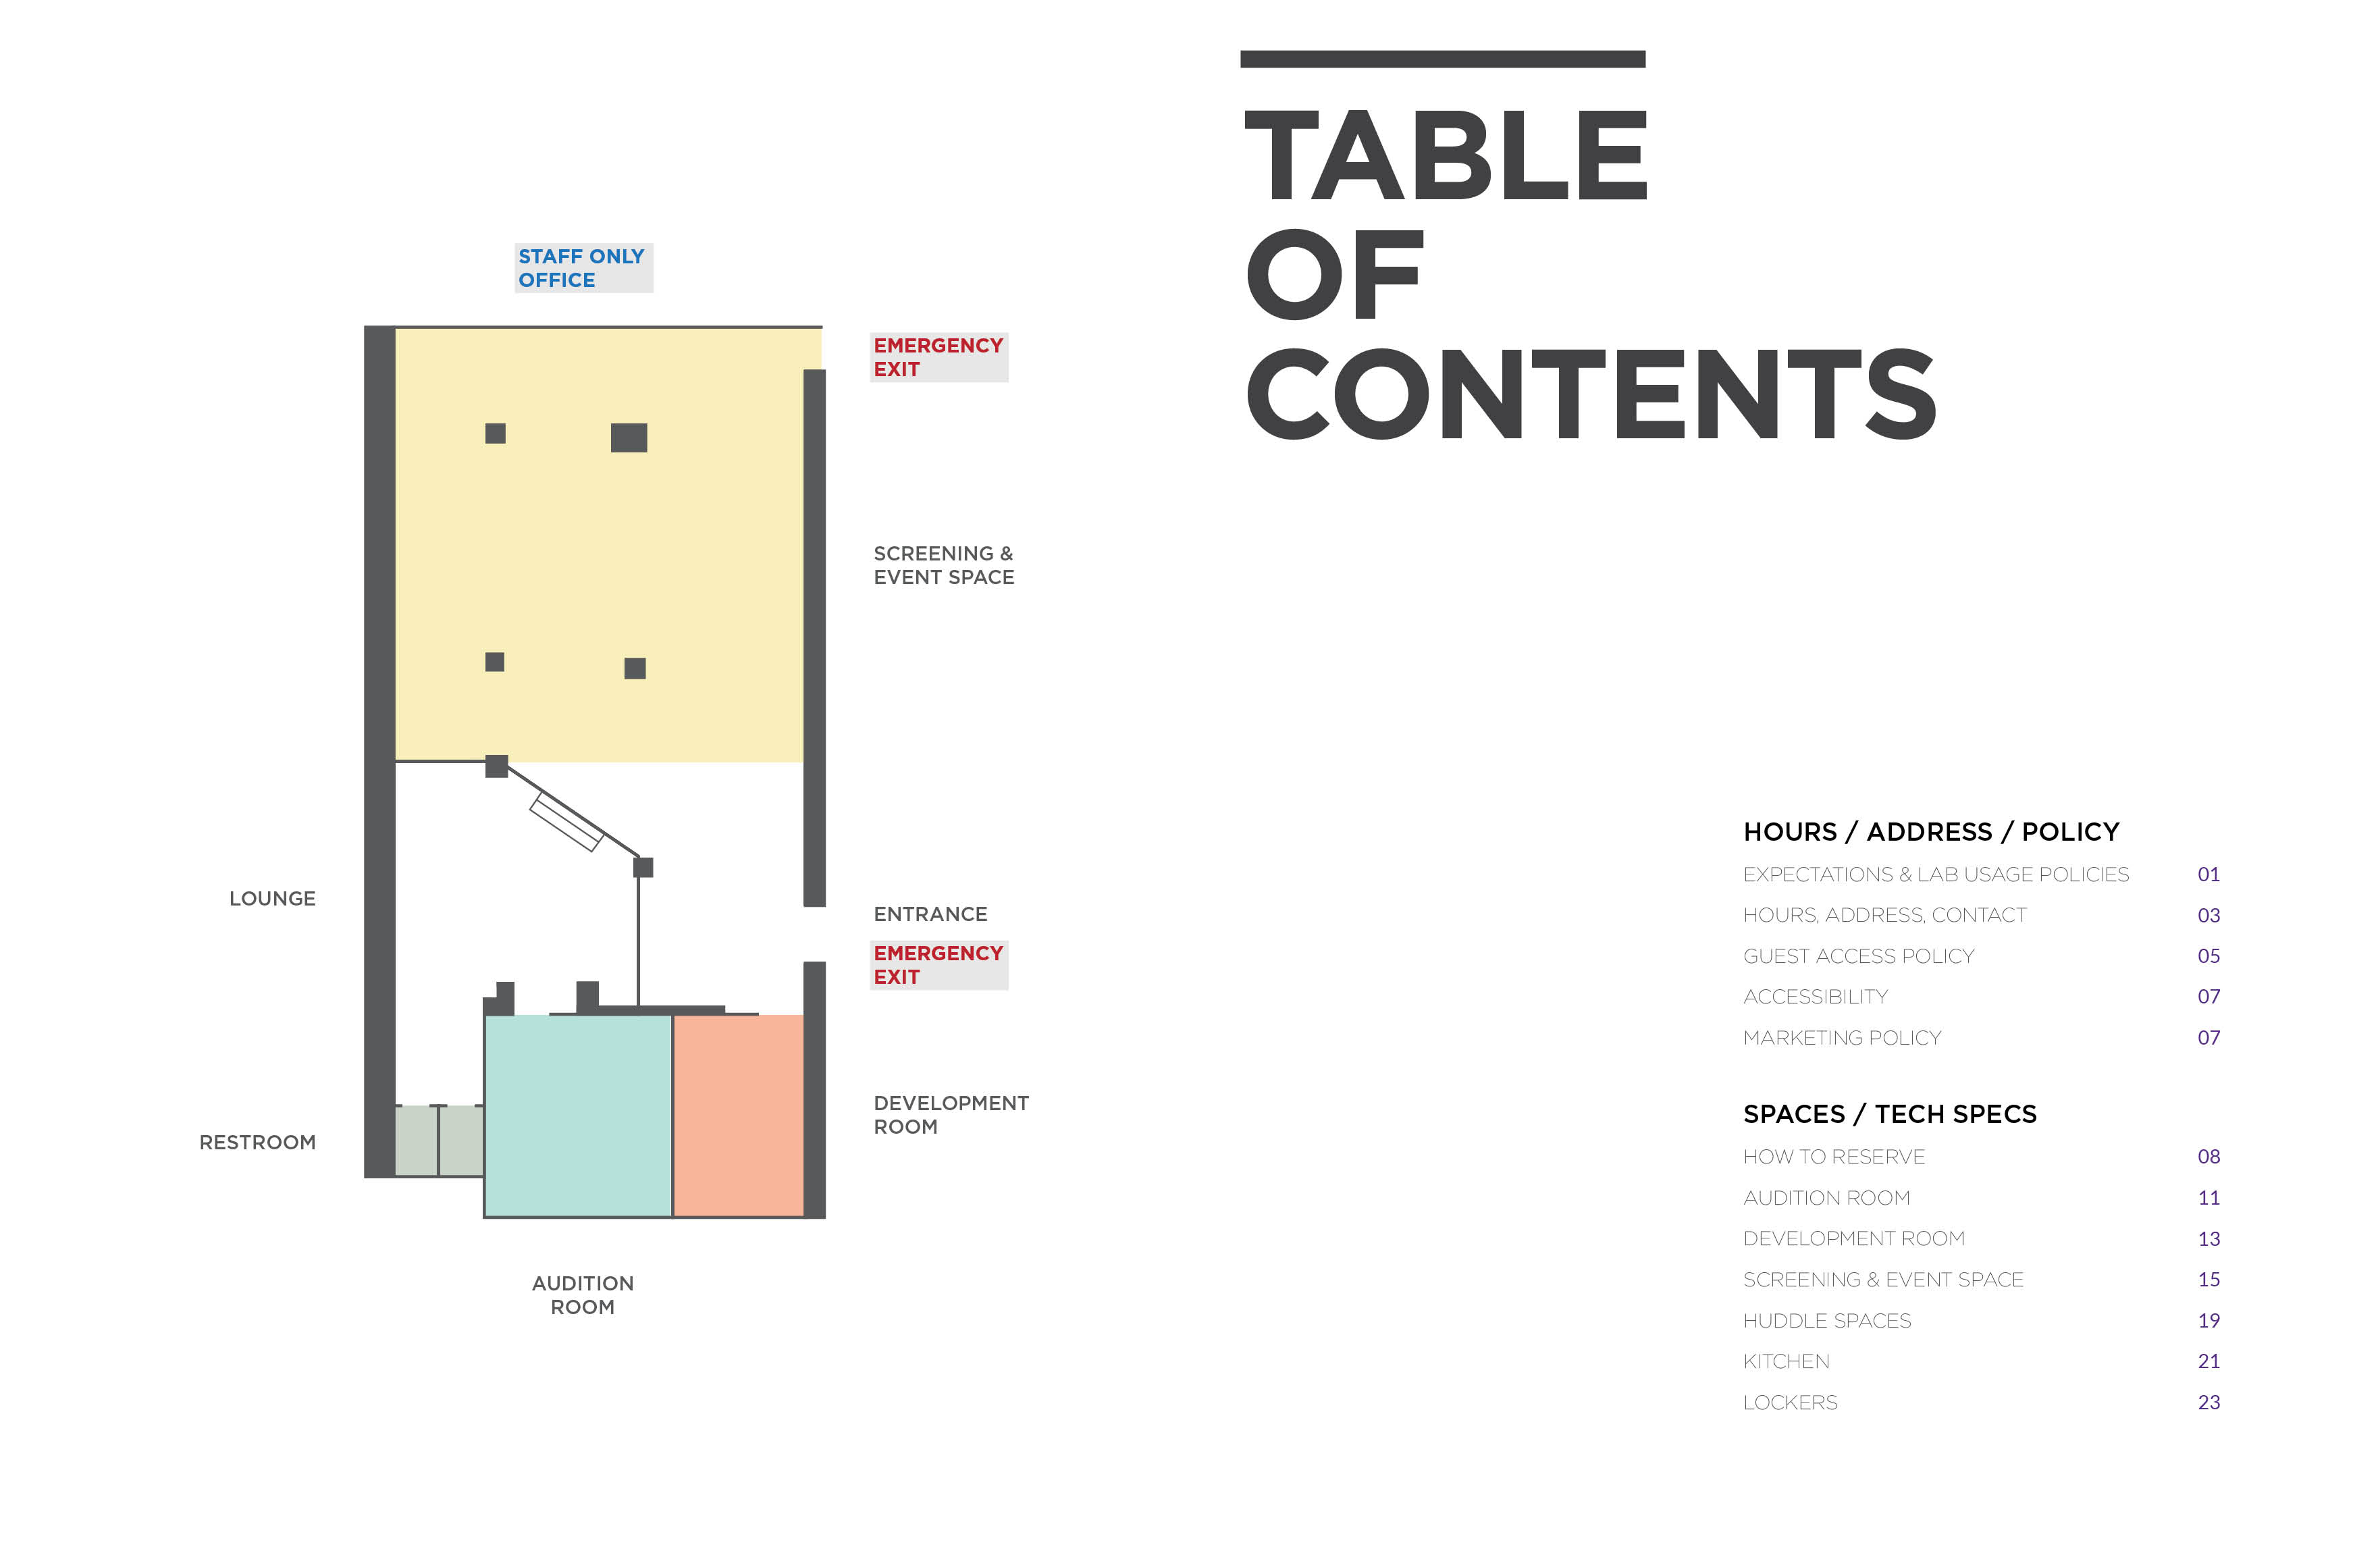 STAFF ONLY
OFFICE
EMERGENCY
EXIT
SCREENING &
EVENT SPACE
LOUNGE
ENTRANCE
EMERGENCY
EXIT
DEVELOPMENT
ROOM
RESTROOM
AUDITION
ROOM
TABLE
OF
CONTENTS
HOURS / ADDRESS / POLICY
EXPECTATIONS & LAB USAGE POLICIES 01
HOURS, ADDRESS, CONTACT 03
GUEST ACCESS POLICY 05
ACCESSIBILITY 07
MARKETING POLICY 07
SPACES / TECH SPECS
HOW TO RESERVE 08
AUDITION ROOM 11
DEVELOPMENT ROOM 13
SCREENING & EVENT SPACE 15
HUDDLE SPACES 19
KITCHEN 21
LOCKERS 23